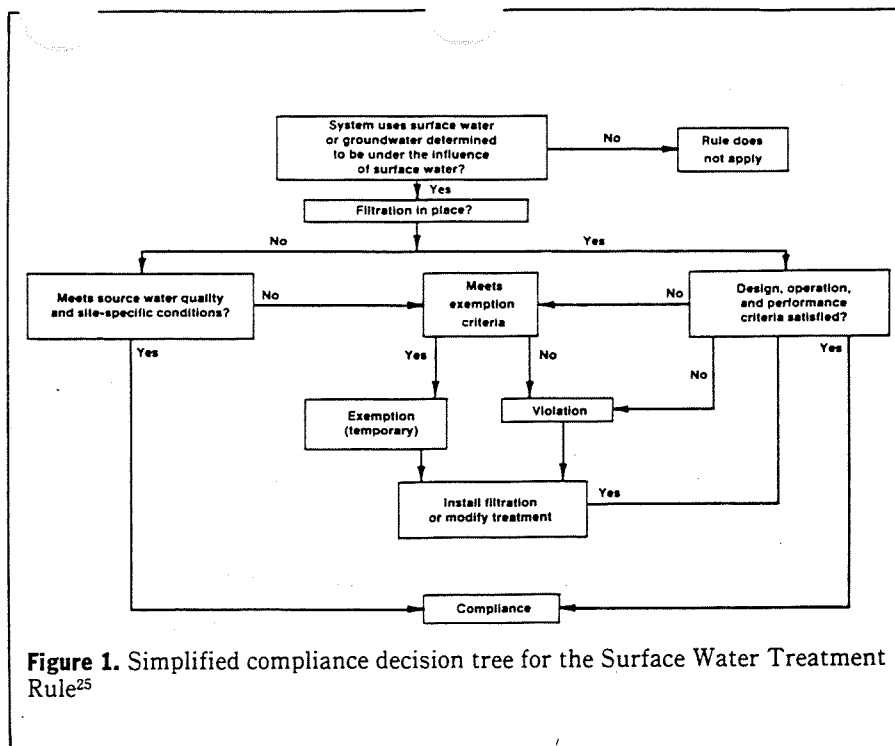 System uses surface water
or groundwater determined
to be under the influence
of surface water?
No
Rule does
not apply
Yes
Filtration in place?
No
Yes
Meets source water quality
and site-specific conditions?
No
Meets
exemption
criteria
No
Design, operation,
and performance
criteria satisfied?
Yes
Yes
No
No
Yes
Exemption
(temporary)
Violation
Install filtration
or modify treatment
Yes
Compliance
Figure 1. Simplified compliance decision tree for the Surface Water Treatment
Rule25